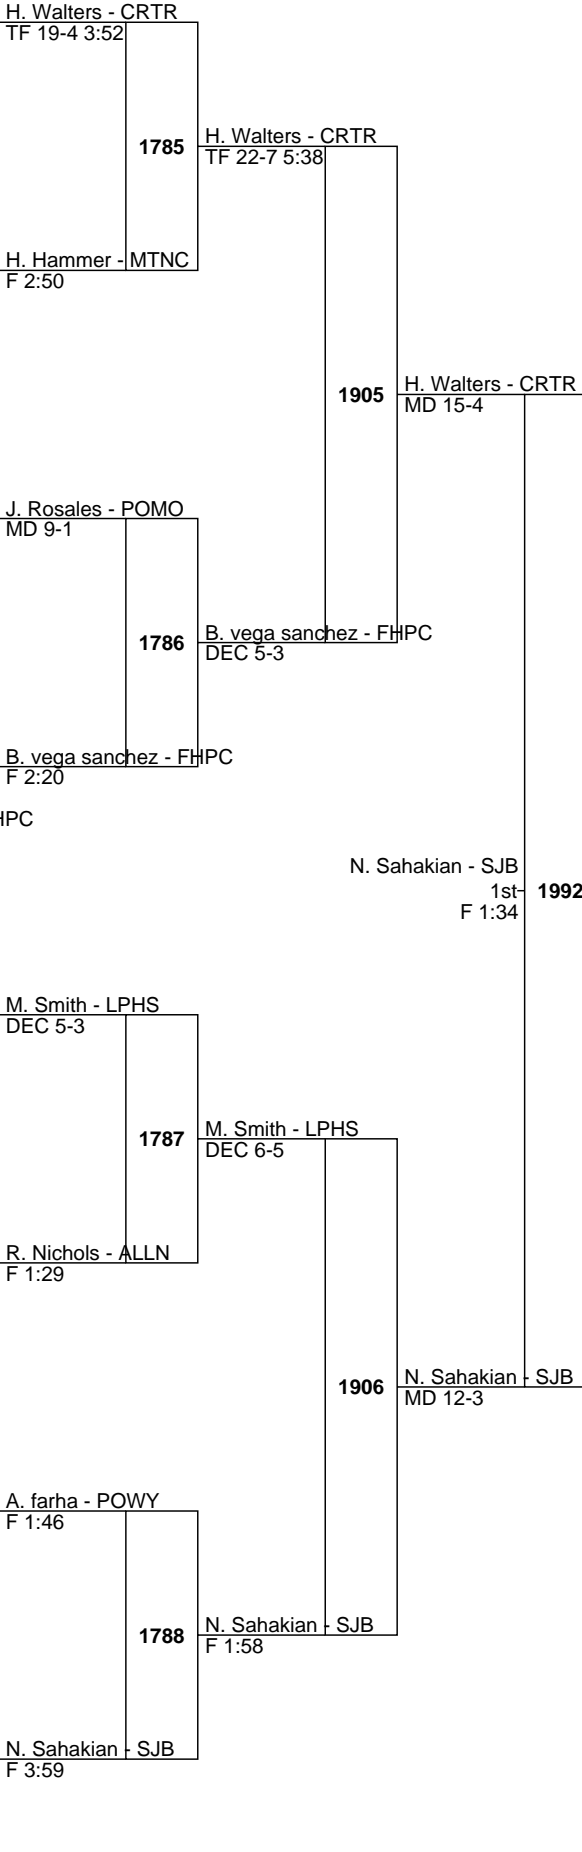 H. Walters - CRTR
TF 19-4 3:52
1785
H. Walters - CRTR
TF 22-7 5:38
H. Hammer - MTNC
F 2:50
1905
H. Walters - CRTR
MD 15-4
J. Rosales - POMO
MD 9-1
1786
B. vega sanchez - FHPC
DEC 5-3
B. vega sanchez - FHPC
F 2:20
HPC
N. Sahakian - SJB
1st
1992
F 1:34
M. Smith - LPHS
DEC 5-3
1787
M. Smith - LPHS
DEC 6-5
R. Nichols - ALLN
F 1:29
1906
N. Sahakian - SJB
MD 12-3
A. farha - POWY
F 1:46
1788
N. Sahakian - SJB
F 1:58
N. Sahakian - SJB
F 3:59